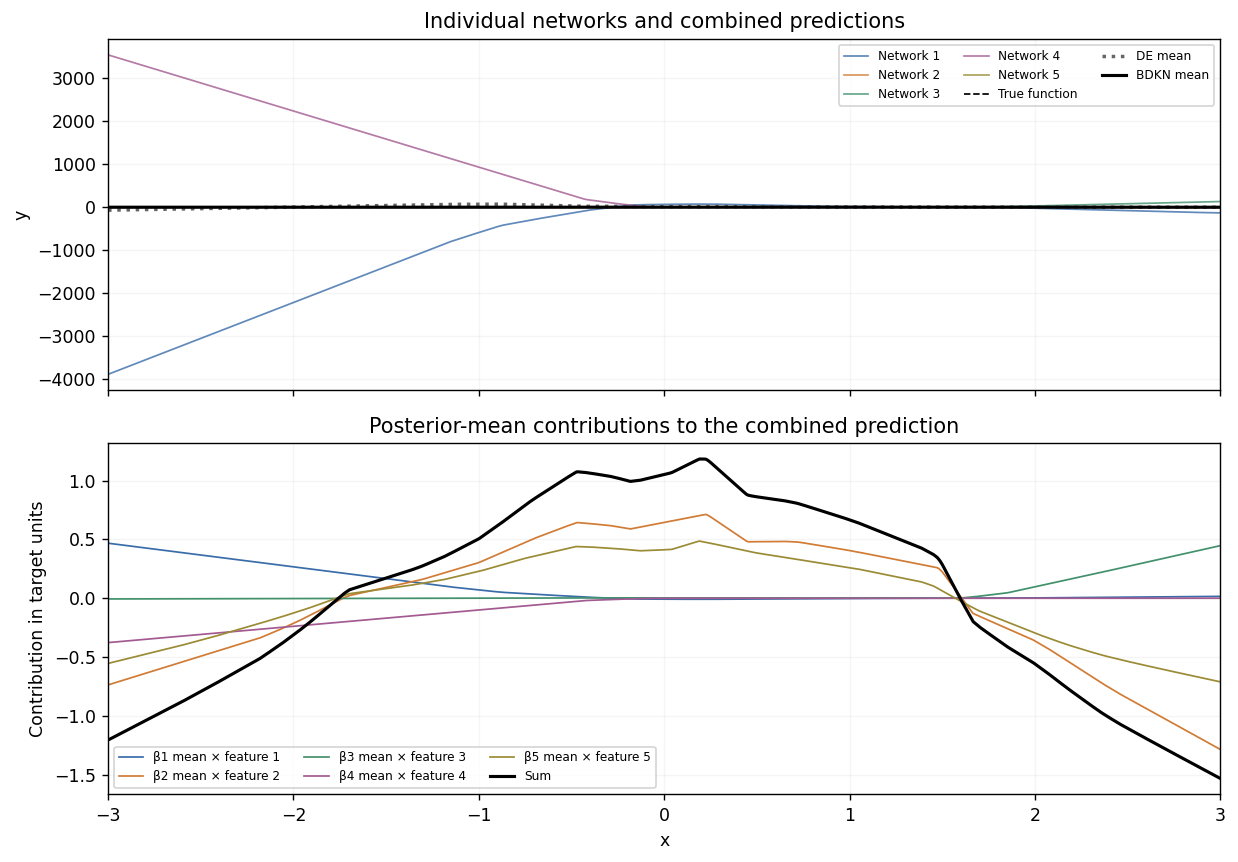 Individual networks and combined predictions
Network 1
Network 2
Network 3
Network 4
Network 5
True function
DE mean
BDKN mean
3000
2000
1000
0
−1000
−2000
−3000
−4000
y
Posterior-mean contributions to the combined prediction
1.0
0.5
0.0
−0.5
−1.0
−1.5
Contribution in target units
β1 mean × feature 1
β2 mean × feature 2
β3 mean × feature 3
β4 mean × feature 4
β5 mean × feature 5
Sum
−3
−2
−1
0
1
2
3
x